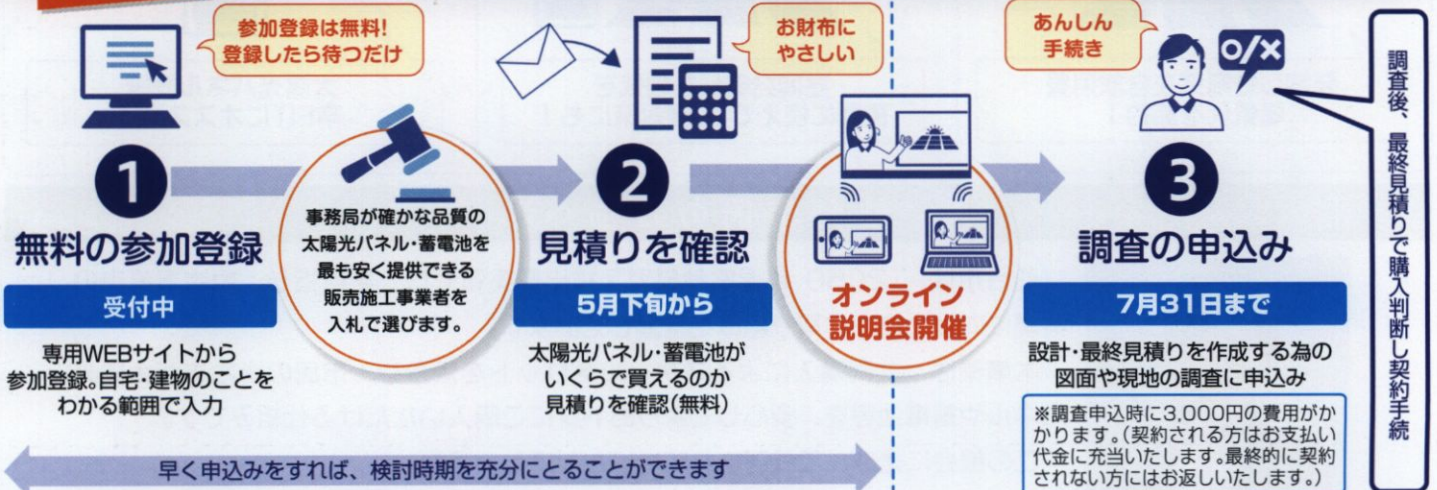 参加登録は無料!
登録したら待つだけ
1
無料の参加登録
受付中
専用WEBサイトから
参加登録。自宅・建物のことを
わかる範囲で入力
事務局が確かな品質の
太陽光パネル・蓄電池を
最も安く提供できる
販売施工事業者を
入札で選びます。
お財布に
やさしい
2
見積りを確認
5月下旬から
太陽光パネル・蓄電池が
いくらで買えるのか
見積りを確認(無料)
オンライン
説明会開催
あんしん
手続き
○/×
3
調査の申込み
7月31日まで
設計・最終見積りを作成する為の
図面や現地の調査に申込み
※調査申込時に3,000円の費用がか
かります。(契約される方はお支払い
代金に充当いたします。最終的に契約
されない方にはお返しいたします。)
調査後、最終見積りで購入判断し契約手続
早く申込みをすれば、検討時期を充分にとることができます